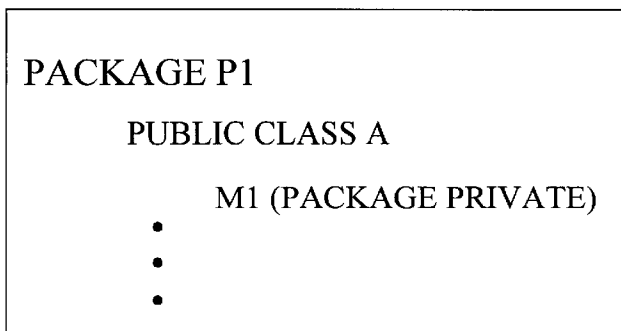 PACKAGE P1
PUBLIC CLASS A
M1 (PACKAGE PRIVATE)